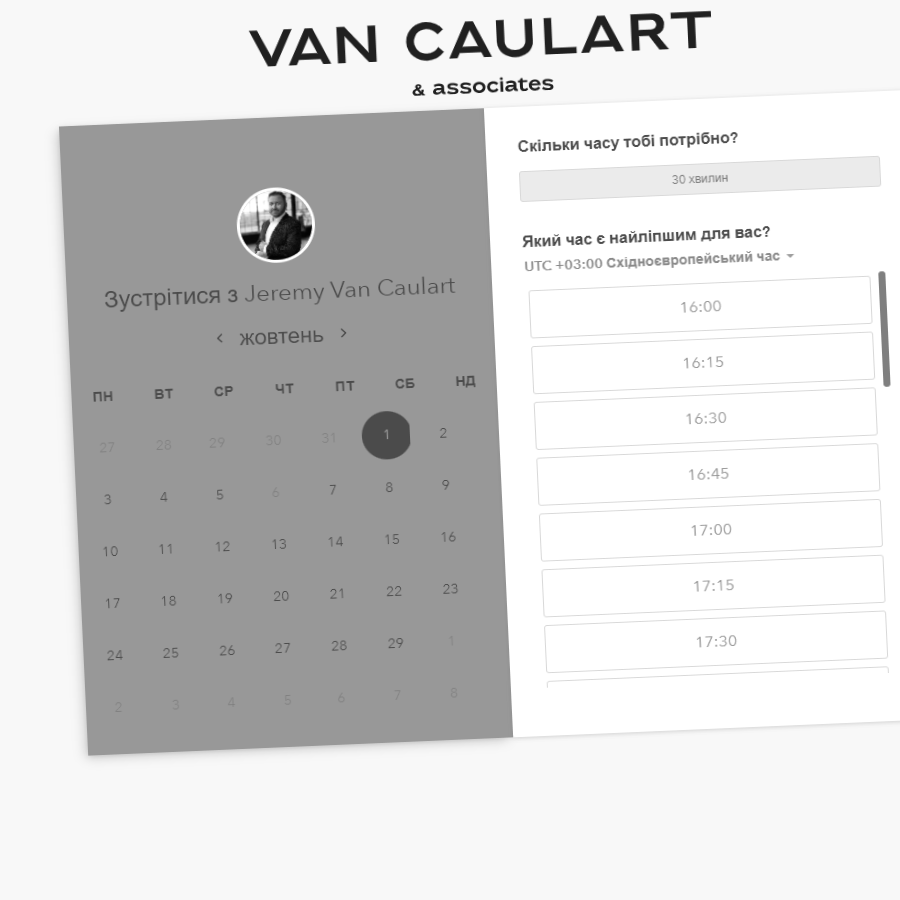 VAN CAULART
& associates
Зустрітися з Jeremy Van Caulart
жовтень
ПН ВТ СР ЧТ ПТ СБ НД
27 28 29 30 31 1 2
3 4 5 6 7 8 9
10 11 12 13 14 15 16
17 18 19 20 21 22 23
24 25 26 27 28 29 1
2 3 4 5 6 7 8
Скільки часу тобі потрібно?
30 хвилин
Який час є найліпшим для вас?
UTC +03:00 Східноєвропейський час
16:00
16:15
16:30
16:45
17:00
17:15
17:30